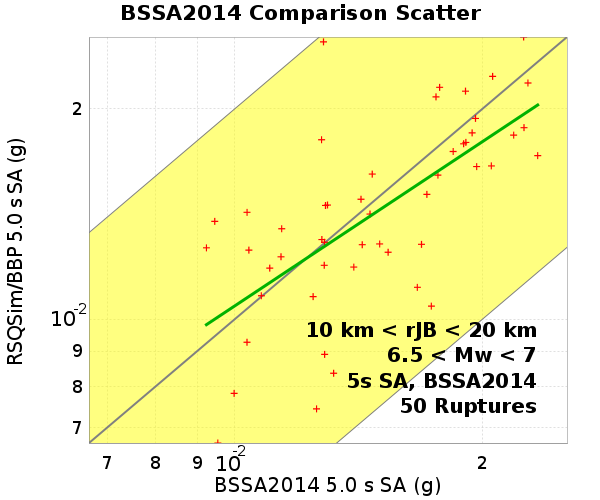 BSSA2014 Comparison Scatter
RSQSim/BBP 5.0 s SA (g)
2
10-2
9
8
7
10 km < rJB < 20 km
6.5 < Mw < 7
5s SA, BSSA2014
50 Ruptures
7 8 9 10-2 2
BSSA2014 5.0 s SA (g)